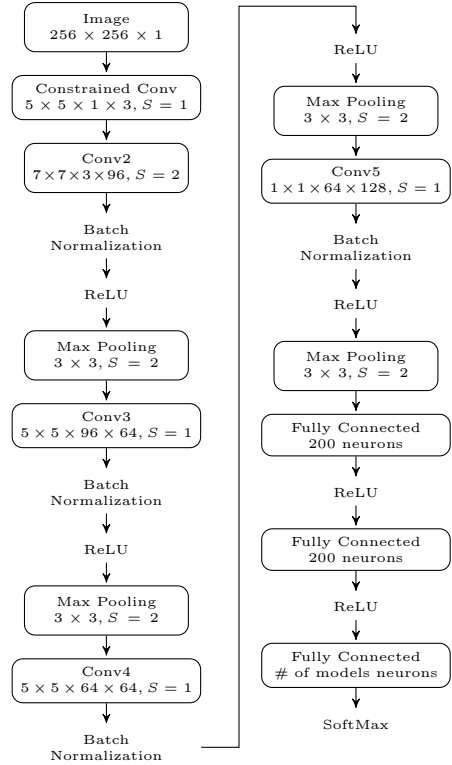 Image
256 × 256 × 1
Constrained Conv
5 × 5 × 1 × 3, S = 1
Conv2
7×7×3×96, S = 2
Batch
Normalization
ReLU
Max Pooling
3 × 3, S = 2
Conv3
5 × 5 × 96 × 64, S = 1
Batch
Normalization
ReLU
Max Pooling
3 × 3, S = 2
Conv4
5 × 5 × 64 × 64, S = 1
Batch
Normalization
ReLU
Max Pooling
3 × 3, S = 2
Conv5
1×1×64×128, S = 1
Batch
Normalization
ReLU
Max Pooling
3 × 3, S = 2
Fully Connected
200 neurons
ReLU
Fully Connected
200 neurons
ReLU
Fully Connected
# of models neurons
SoftMax